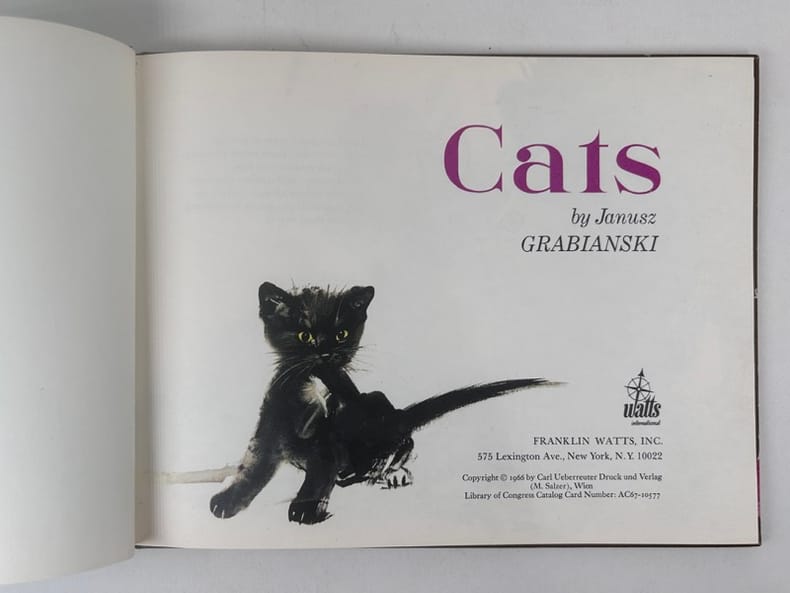 Cats
by Janusz
GRABIANSKI
watts
international
FRANKLIN WATTS, INC.
575 Lexington Ave., New York, N.Y. 10022
Copyright © 1966 by Carl Ueberreuter Druck und Verlag
(M. Salzer), Wien
Library of Congress Catalog Card Number: AC67-10577